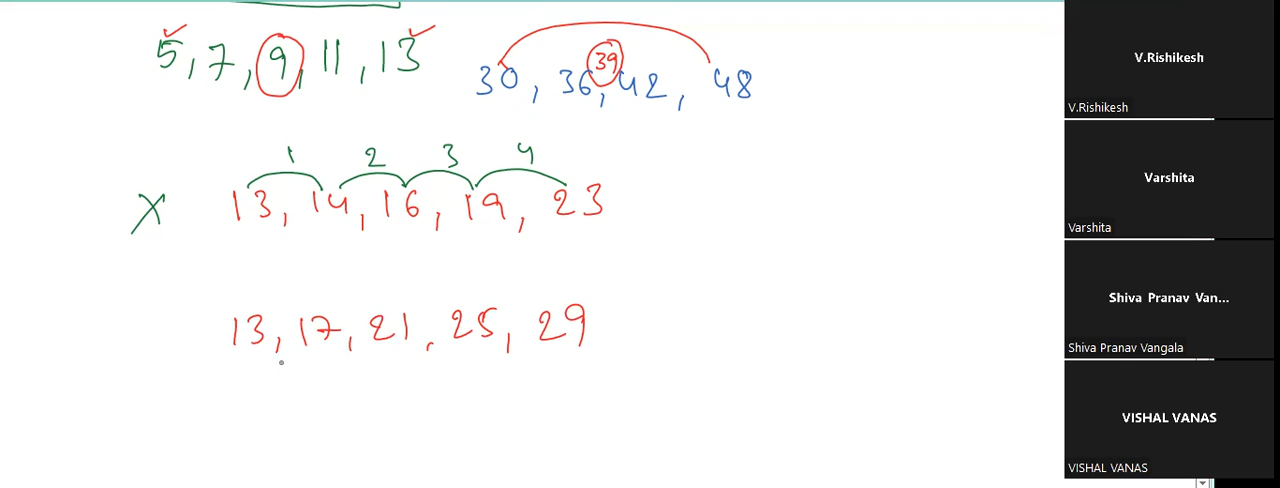 5, 7, 9, 11, 13
39
30, 36, 42, 48
1 2 3 4
X 13, 14, 16, 19, 23
13, 17, 21, 25, 29
V.Rishikesh
V.Rishikesh
Varshita
Varshita
Shiva Pranav Van...
Shiva Pranav Vangala
VISHAL VANAS
VISHAL VANAS